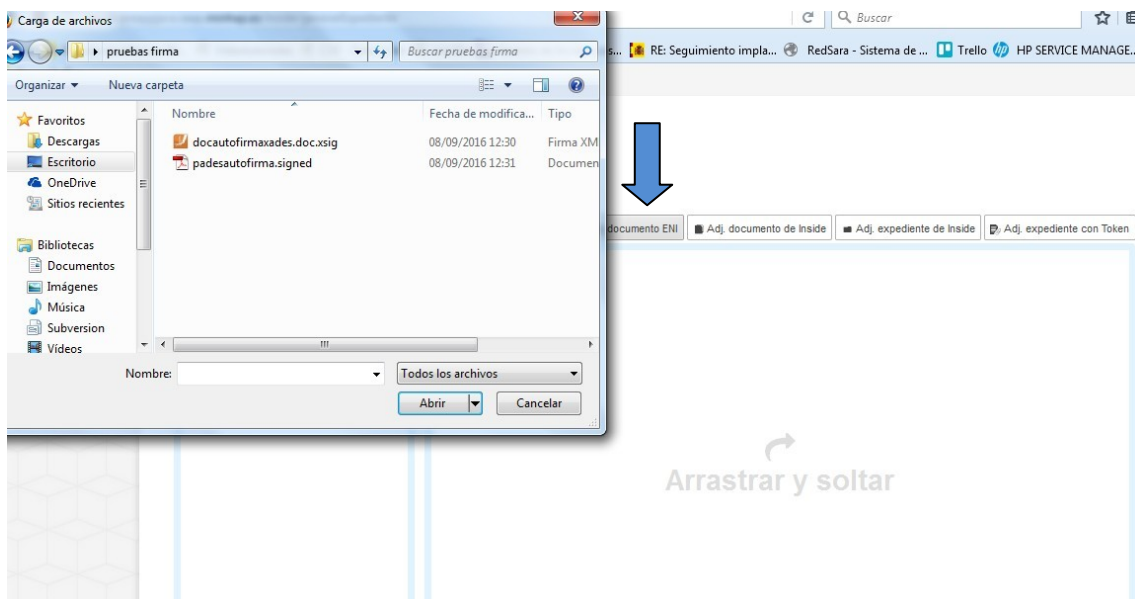 Carga de archivos
Buscar
pruebas firma
Buscar pruebas firma
s... RE: Seguimiento impla... RedSara - Sistema de ... Trello HP SERVICE MANAGE..
Organizar Nueva carpeta
Nombre Fecha de modifica... Tipo
Favoritos
Descargas
Escritorio
OneDrive
Sitios recientes
Bibliotecas
Documentos
Imágenes
Música
Subversion
Vídeos
docautofirmaxades.doc.xsig 08/09/2016 12:30 Firma XM
padesautofirma.signed 08/09/2016 12:31 Documen
documento ENI Adj. documento de Inside Adj. expediente de Inside Adj. expediente con Token
Nombre: Todos los archivos
Abrir Cancelar
Arrastrar y soltar